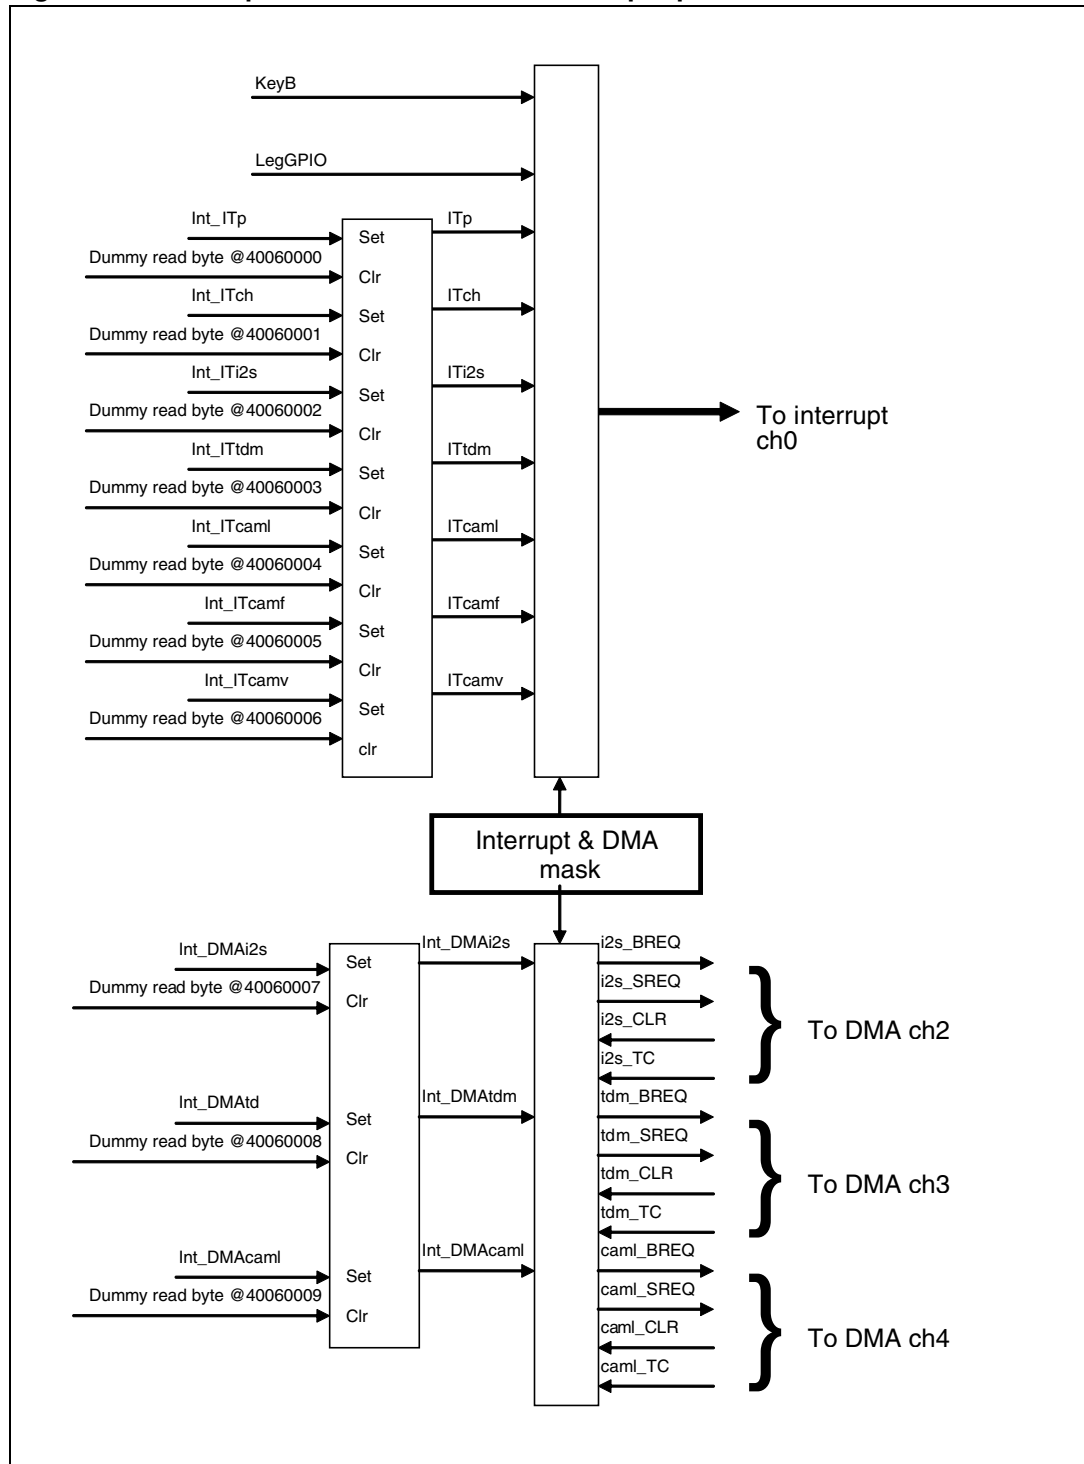 KeyB
LegGPIO
Int_ITp
Set
ITp
Dummy read byte @40060000
Clr
Int_ITch
Set
ITch
Dummy read byte @40060001
Clr
Int_ITi2s
Set
ITi2s
Dummy read byte @40060002
Clr
To interrupt
ch0
Int_ITtdm
Set
ITtdm
Dummy read byte @40060003
Clr
Int_ITcaml
Set
ITcaml
Dummy read byte @40060004
Clr
Int_ITcamf
Set
ITcamf
Dummy read byte @40060005
Clr
Int_ITcamv
Set
ITcamv
Dummy read byte @40060006
clr
Interrupt & DMA
mask
Int_DMAi2s
Set
Int_DMAi2s
Dummy read byte @40060007
Clr
i2s_BREQ
i2s_SREQ
i2s_CLR
i2s_TC
To DMA ch2
Int_DMAtd
Set
Int_DMAtdm
Dummy read byte @40060008
Clr
tdm_BREQ
tdm_SREQ
tdm_CLR
tdm_TC
To DMA ch3
Int_DMAcaml
Set
Int_DMAcaml
Dummy read byte @40060009
Clr
caml_BREQ
caml_SREQ
caml_CLR
caml_TC
To DMA ch4